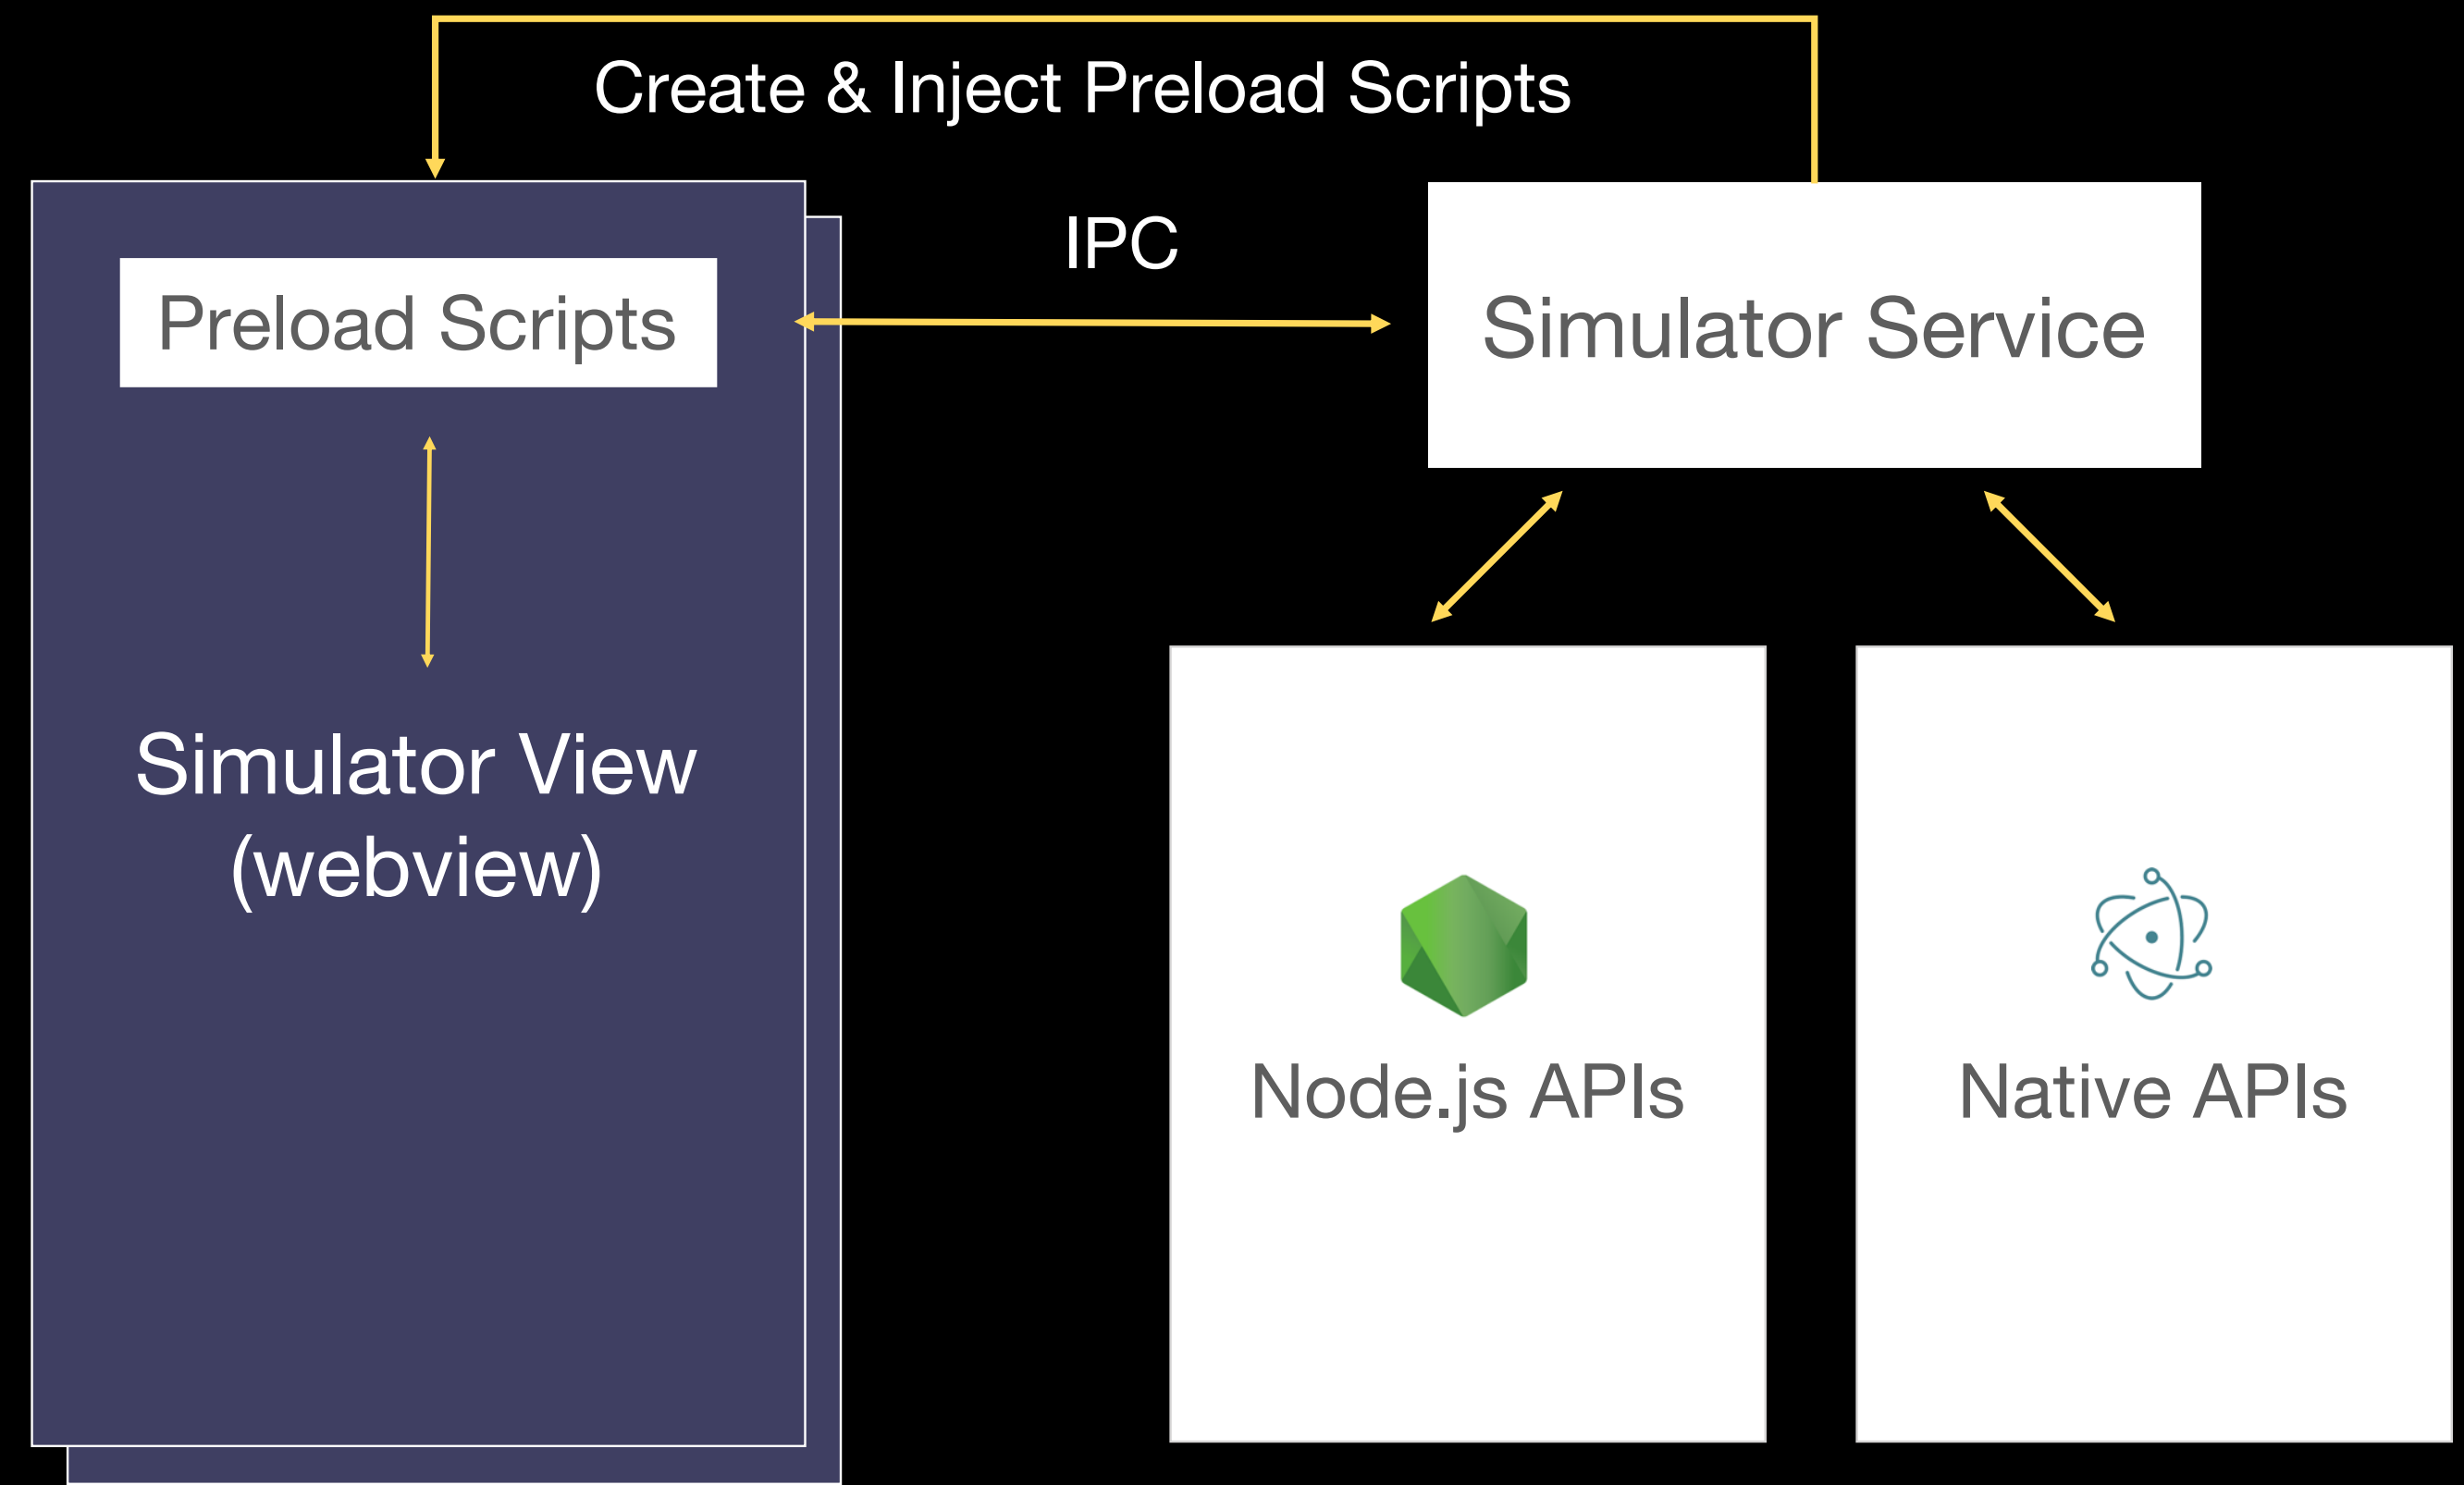 Create & Inject Preload Scripts
IPC
Preload Scripts
Simulator Service
Simulator View
(webview)
Node.js APIs
Native APIs